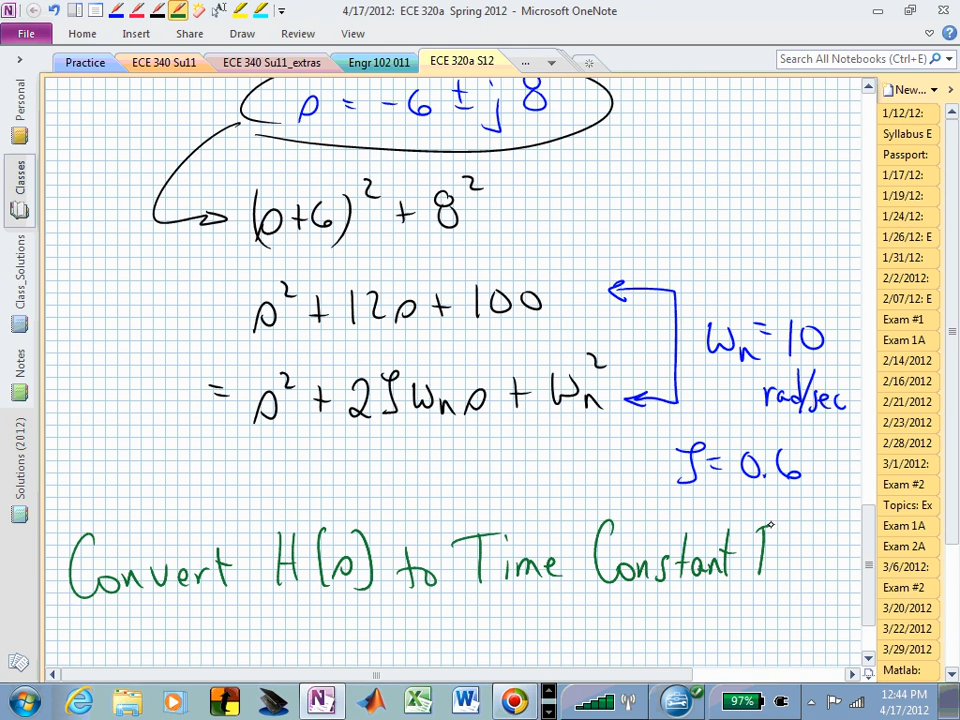 4/17/2012: ECE 320a Spring 2012 - Microsoft OneNote
File Home Insert Share Draw Review View
Practice ECE 340 Su11 ECE 340 Su11_extras Engr 102 011 ECE 320a S12 ...
Search All Notebooks (Ctrl+E)
Personal
Classes
Class_Solutions
Notes
Solutions (2012)
s = -6 ± j 8
(s+6)² + 8²
s² + 12s + 100
= s² + 2ζωₙs + ωₙ²
ωₙ = 10
rad/sec
ζ = 0.6
Convert H(s) to Time Constant
New...
1/12/12:
Syllabus E
Passport:
1/17/12:
1/19/12:
1/24/12:
1/26/12: E
1/31/12:
2/2/2012:
2/07/12: E
Exam #1
Exam 1A
2/14/2012
2/16/2012
2/21/2012
2/23/2012
2/28/2012
3/1/2012:
Exam #2
Topics: Ex
Exam 1A
Exam 2A
3/6/2012:
Exam #2
3/20/2012
3/22/2012
3/29/2012
Matlab:
97%
12:44 PM
4/17/2012